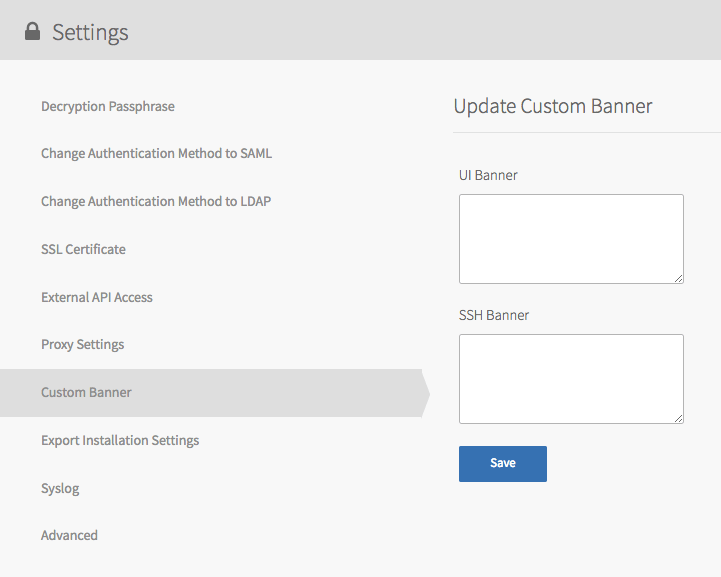 Settings
Decryption Passphrase
Change Authentication Method to SAML
Change Authentication Method to LDAP
SSL Certificate
External API Access
Proxy Settings
Custom Banner
Export Installation Settings
Syslog
Advanced
Update Custom Banner
UI Banner
SSH Banner
Save